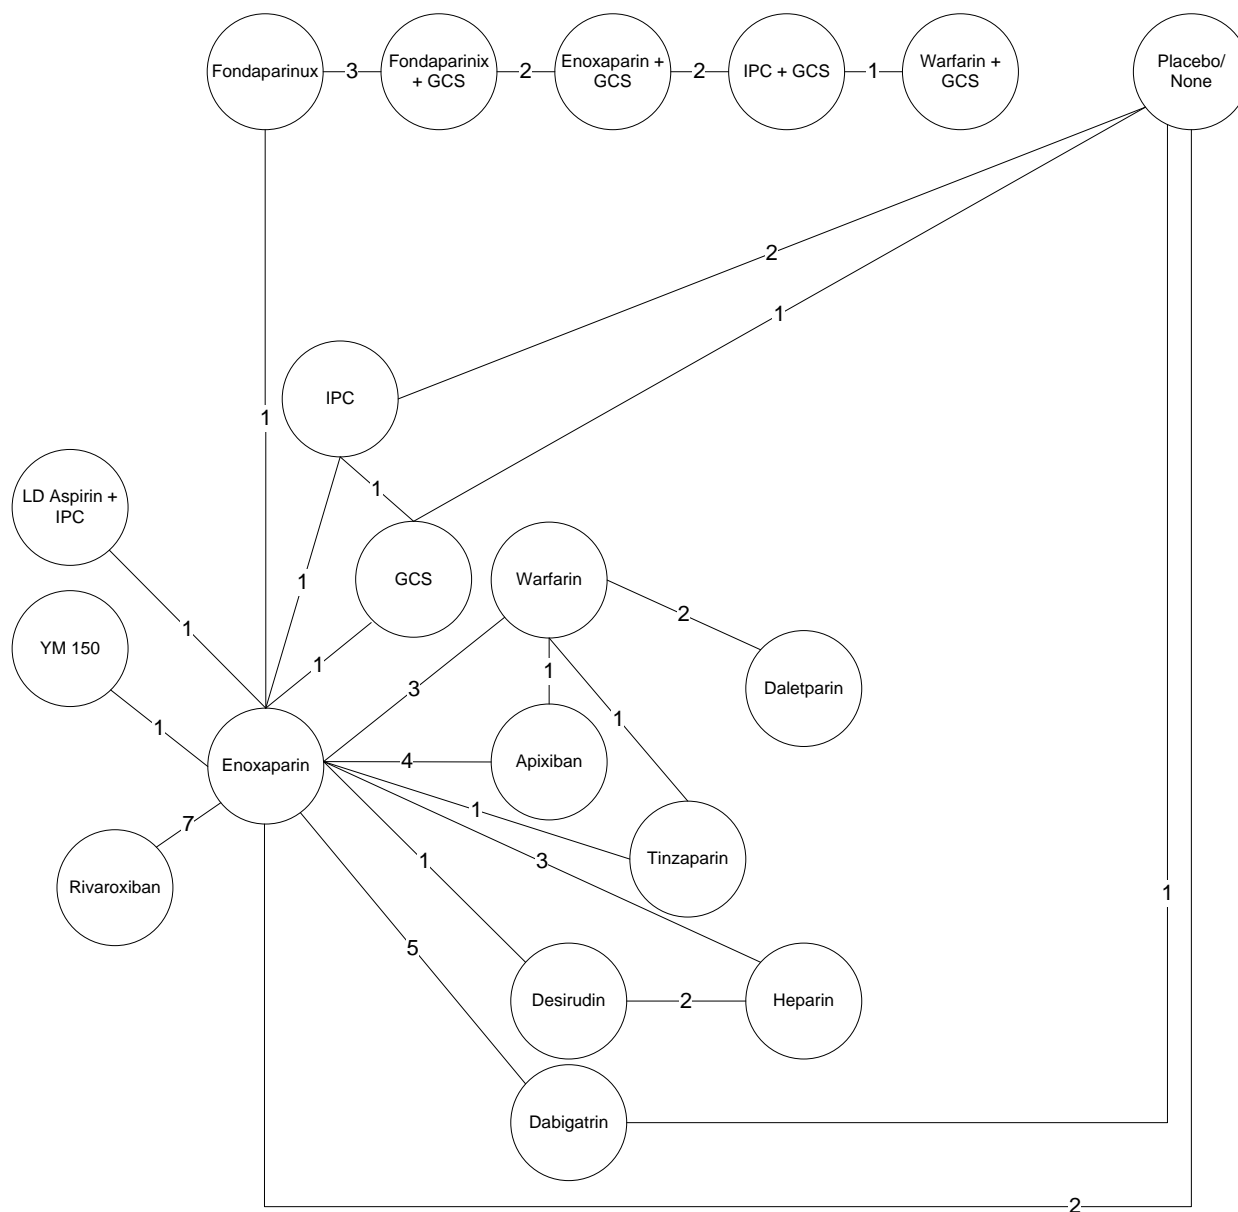 Fondaparinux
3
Fondaparinix
+ GCS
2
Enoxaparin +
GCS
2
IPC + GCS
1
Warfarin +
GCS
Placebo/
None
2
1
IPC
1
LD Aspirin +
IPC
1
GCS
1
Warfarin
2
1
YM 150
1
1
3
1
1
Daletparin
1
Enoxaparin
4
Apixiban
7
1
3
Tinzaparin
1
Rivaroxiban
1
5
Desirudin
2
Heparin
Dabigatrin
2